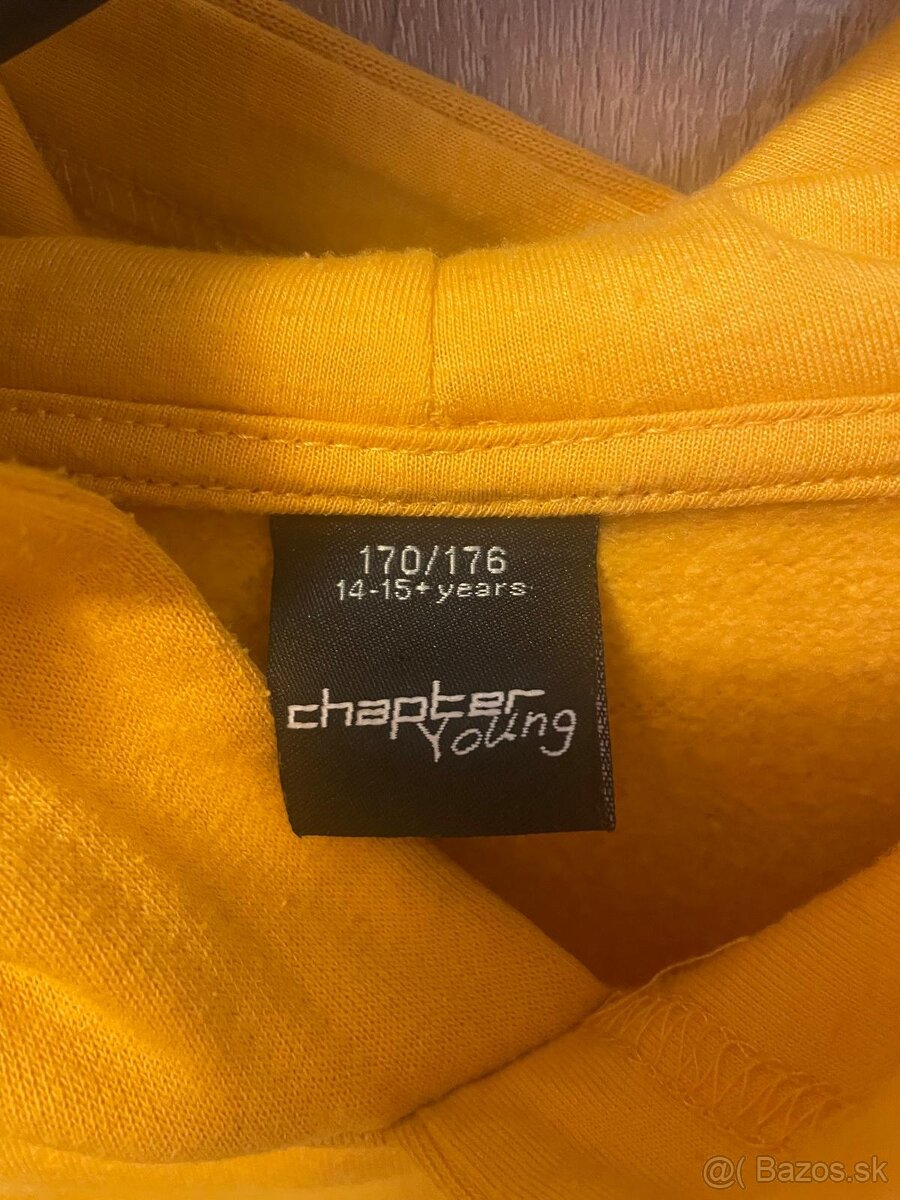 170/176
14-15+years
chapter
Young
@( Bazos.sk